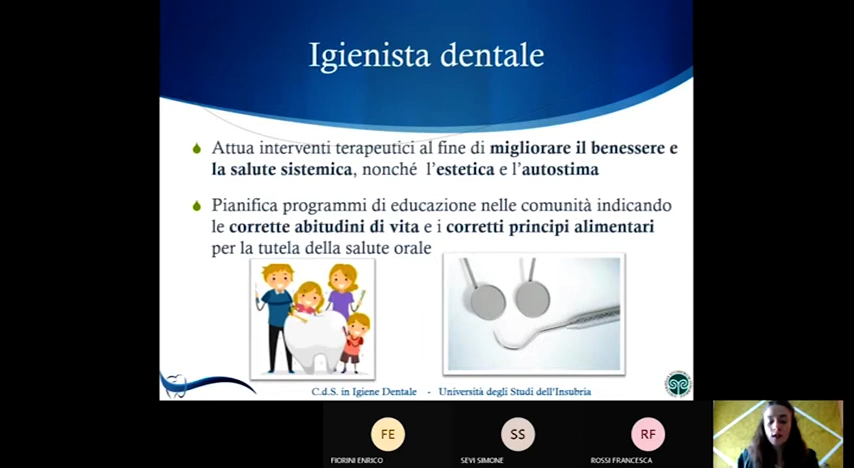 Igienista dentale
Attua interventi terapeutici al fine di migliorare il benessere e
la salute sistemica, nonché l'estetica e l'autostima
Pianifica programmi di educazione nelle comunità indicando
le corrette abitudini di vita e i corretti principi alimentari
per la tutela della salute orale
C.d.S. in Igiene Dentale - Università degli Studi dell'Insubria
FE SS RF
FIORINI ENRICO SEVI SIMONE ROSSI FRANCESCA